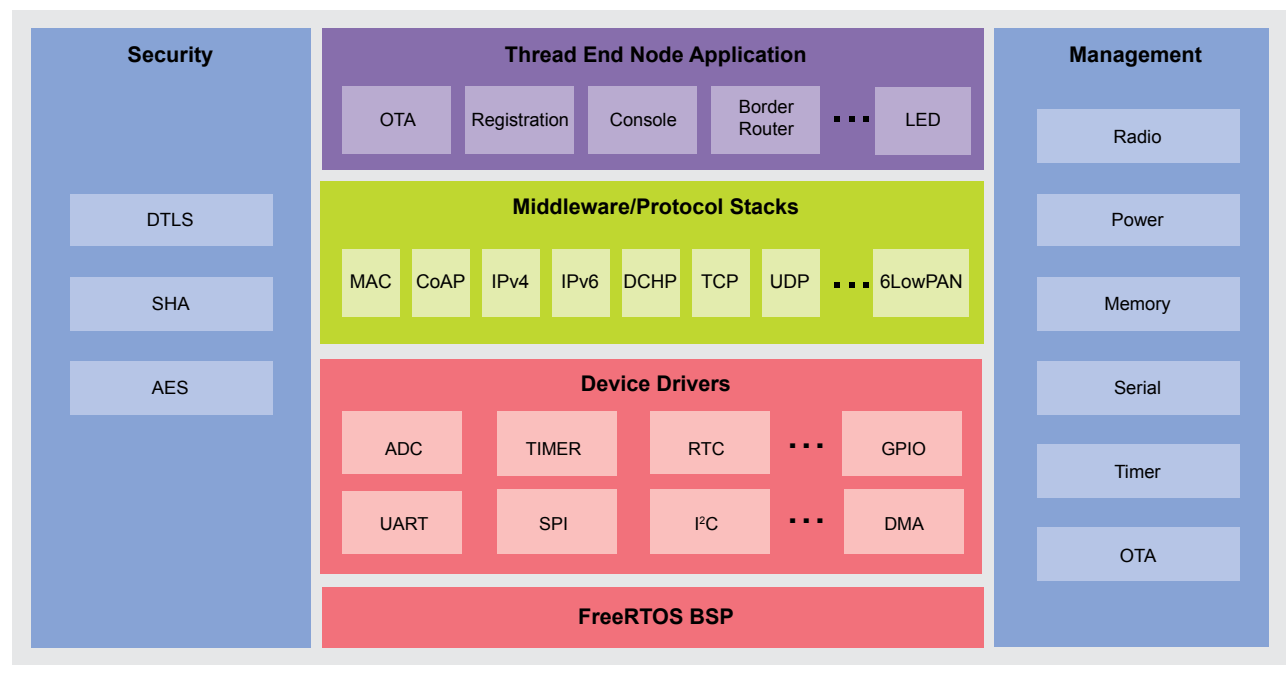 Security
DTLS
SHA
AES
Thread End Node Application
OTA
Registration
Console
Border
Router
...
LED
Middleware/Protocol Stacks
MAC
CoAP
IPv4
IPv6
DCHP
TCP
UDP
...
6LowPAN
Device Drivers
ADC
TIMER
RTC
...
GPIO
UART
SPI
I²C
...
DMA
FreeRTOS BSP
Management
Radio
Power
Memory
Serial
Timer
OTA